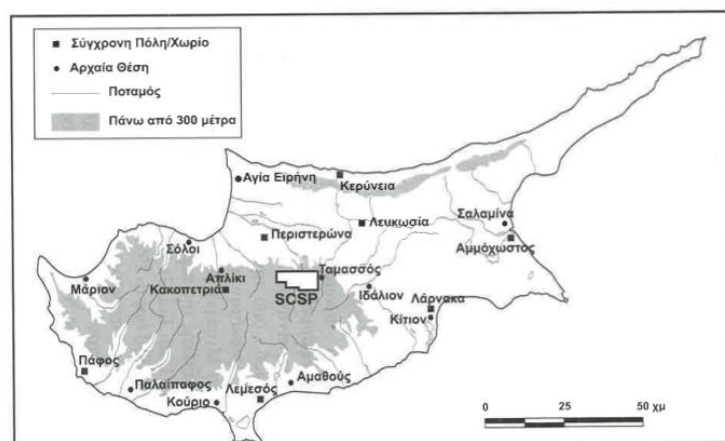 Σύγχρονη Πόλη/Χωρίο
Αρχαία Θέση
Ποταμός
Πάνω από 300 μέτρα
Αγία Ειρήνη
Κερύνεια
Λευκωσία
Σαλαμίνα
Περιστερώνα
Αμμόχωστος
Σόλοι
Απλίκι
Ταμασσός
Μάριον
Κακοπετριά
SCSP
Ιδάλιον
Λάρνακα
Κίτιον
Πάφος
Παλαίπαφος
Λεμεσός
Αμαθούς
Κούριο
0 25 50 χμ